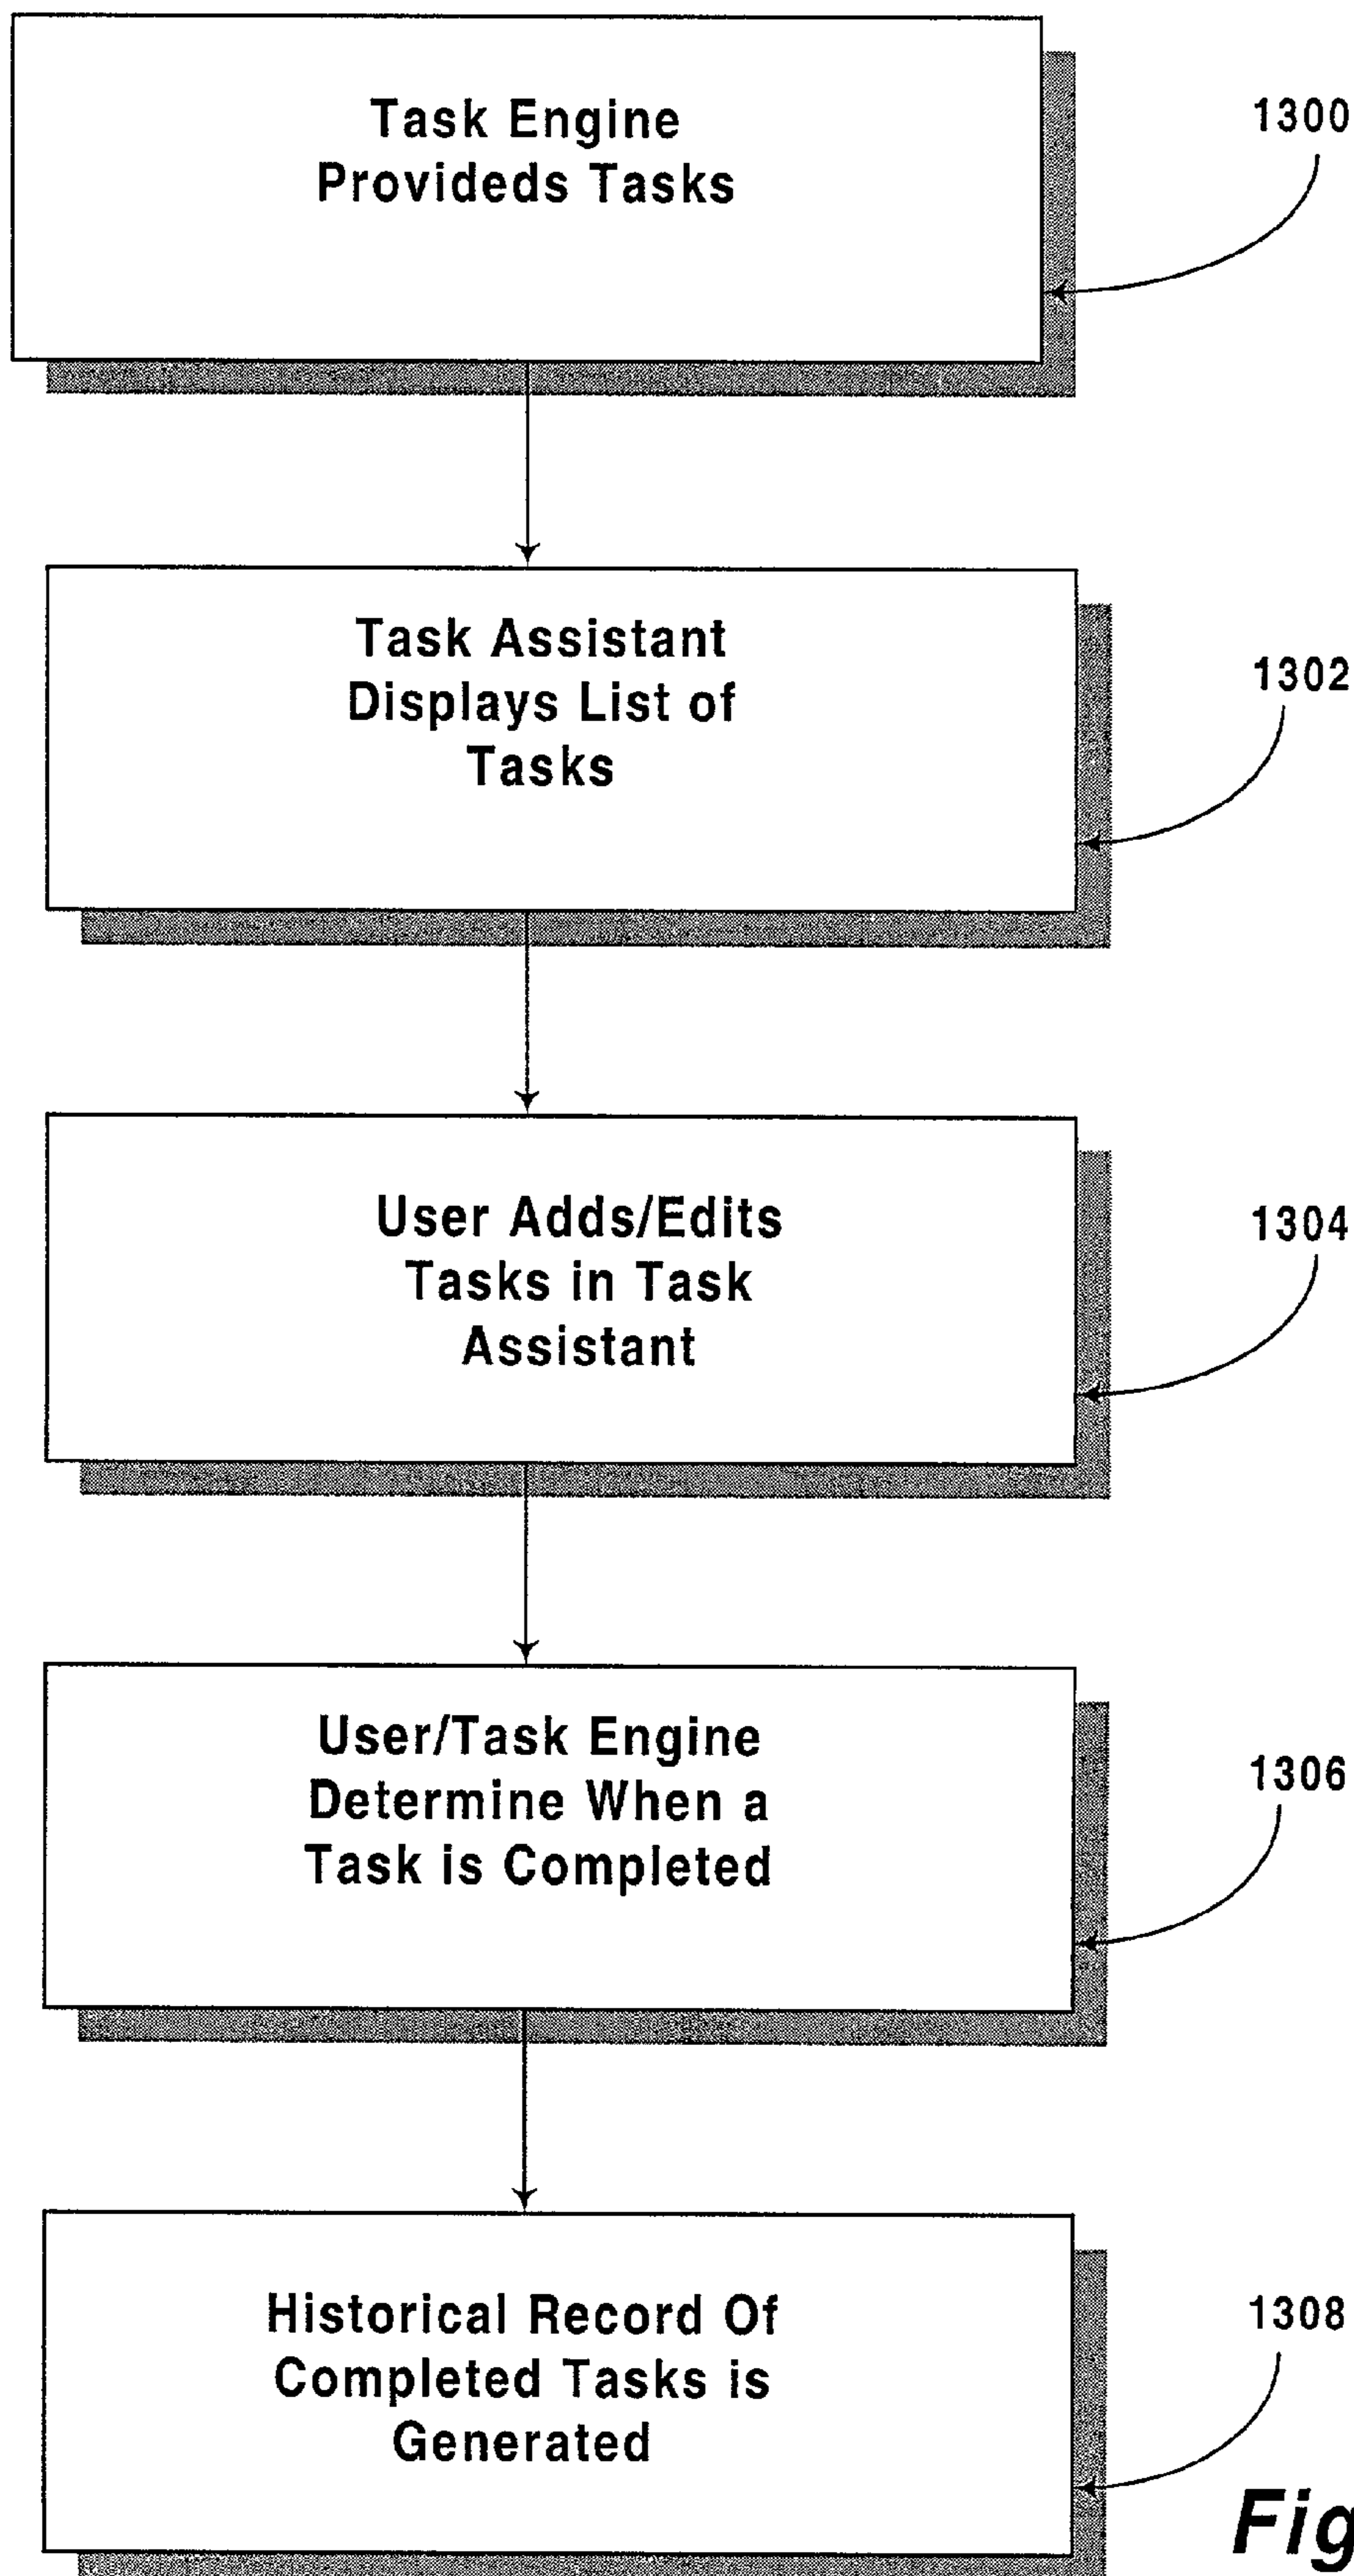 Task Engine
Provideds Tasks
1300
Task Assistant
Displays List of
Tasks
1302
User Adds/Edits
Tasks in Task
Assistant
1304
User/Task Engine
Determine When a
Task is Completed
1306
Historical Record Of
Completed Tasks is
Generated
1308
Fig